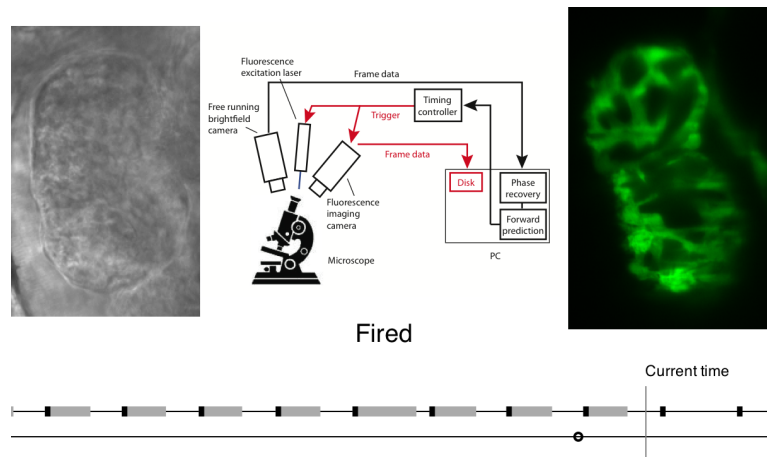 Fluorescence
excitation laser
Frame data
Free running
brightfield
camera
Timing
controller
Trigger
Frame data
Disk
Phase
recovery
Fluorescence
imaging
camera
Forward
prediction
Microscope
PC
Fired
Current time